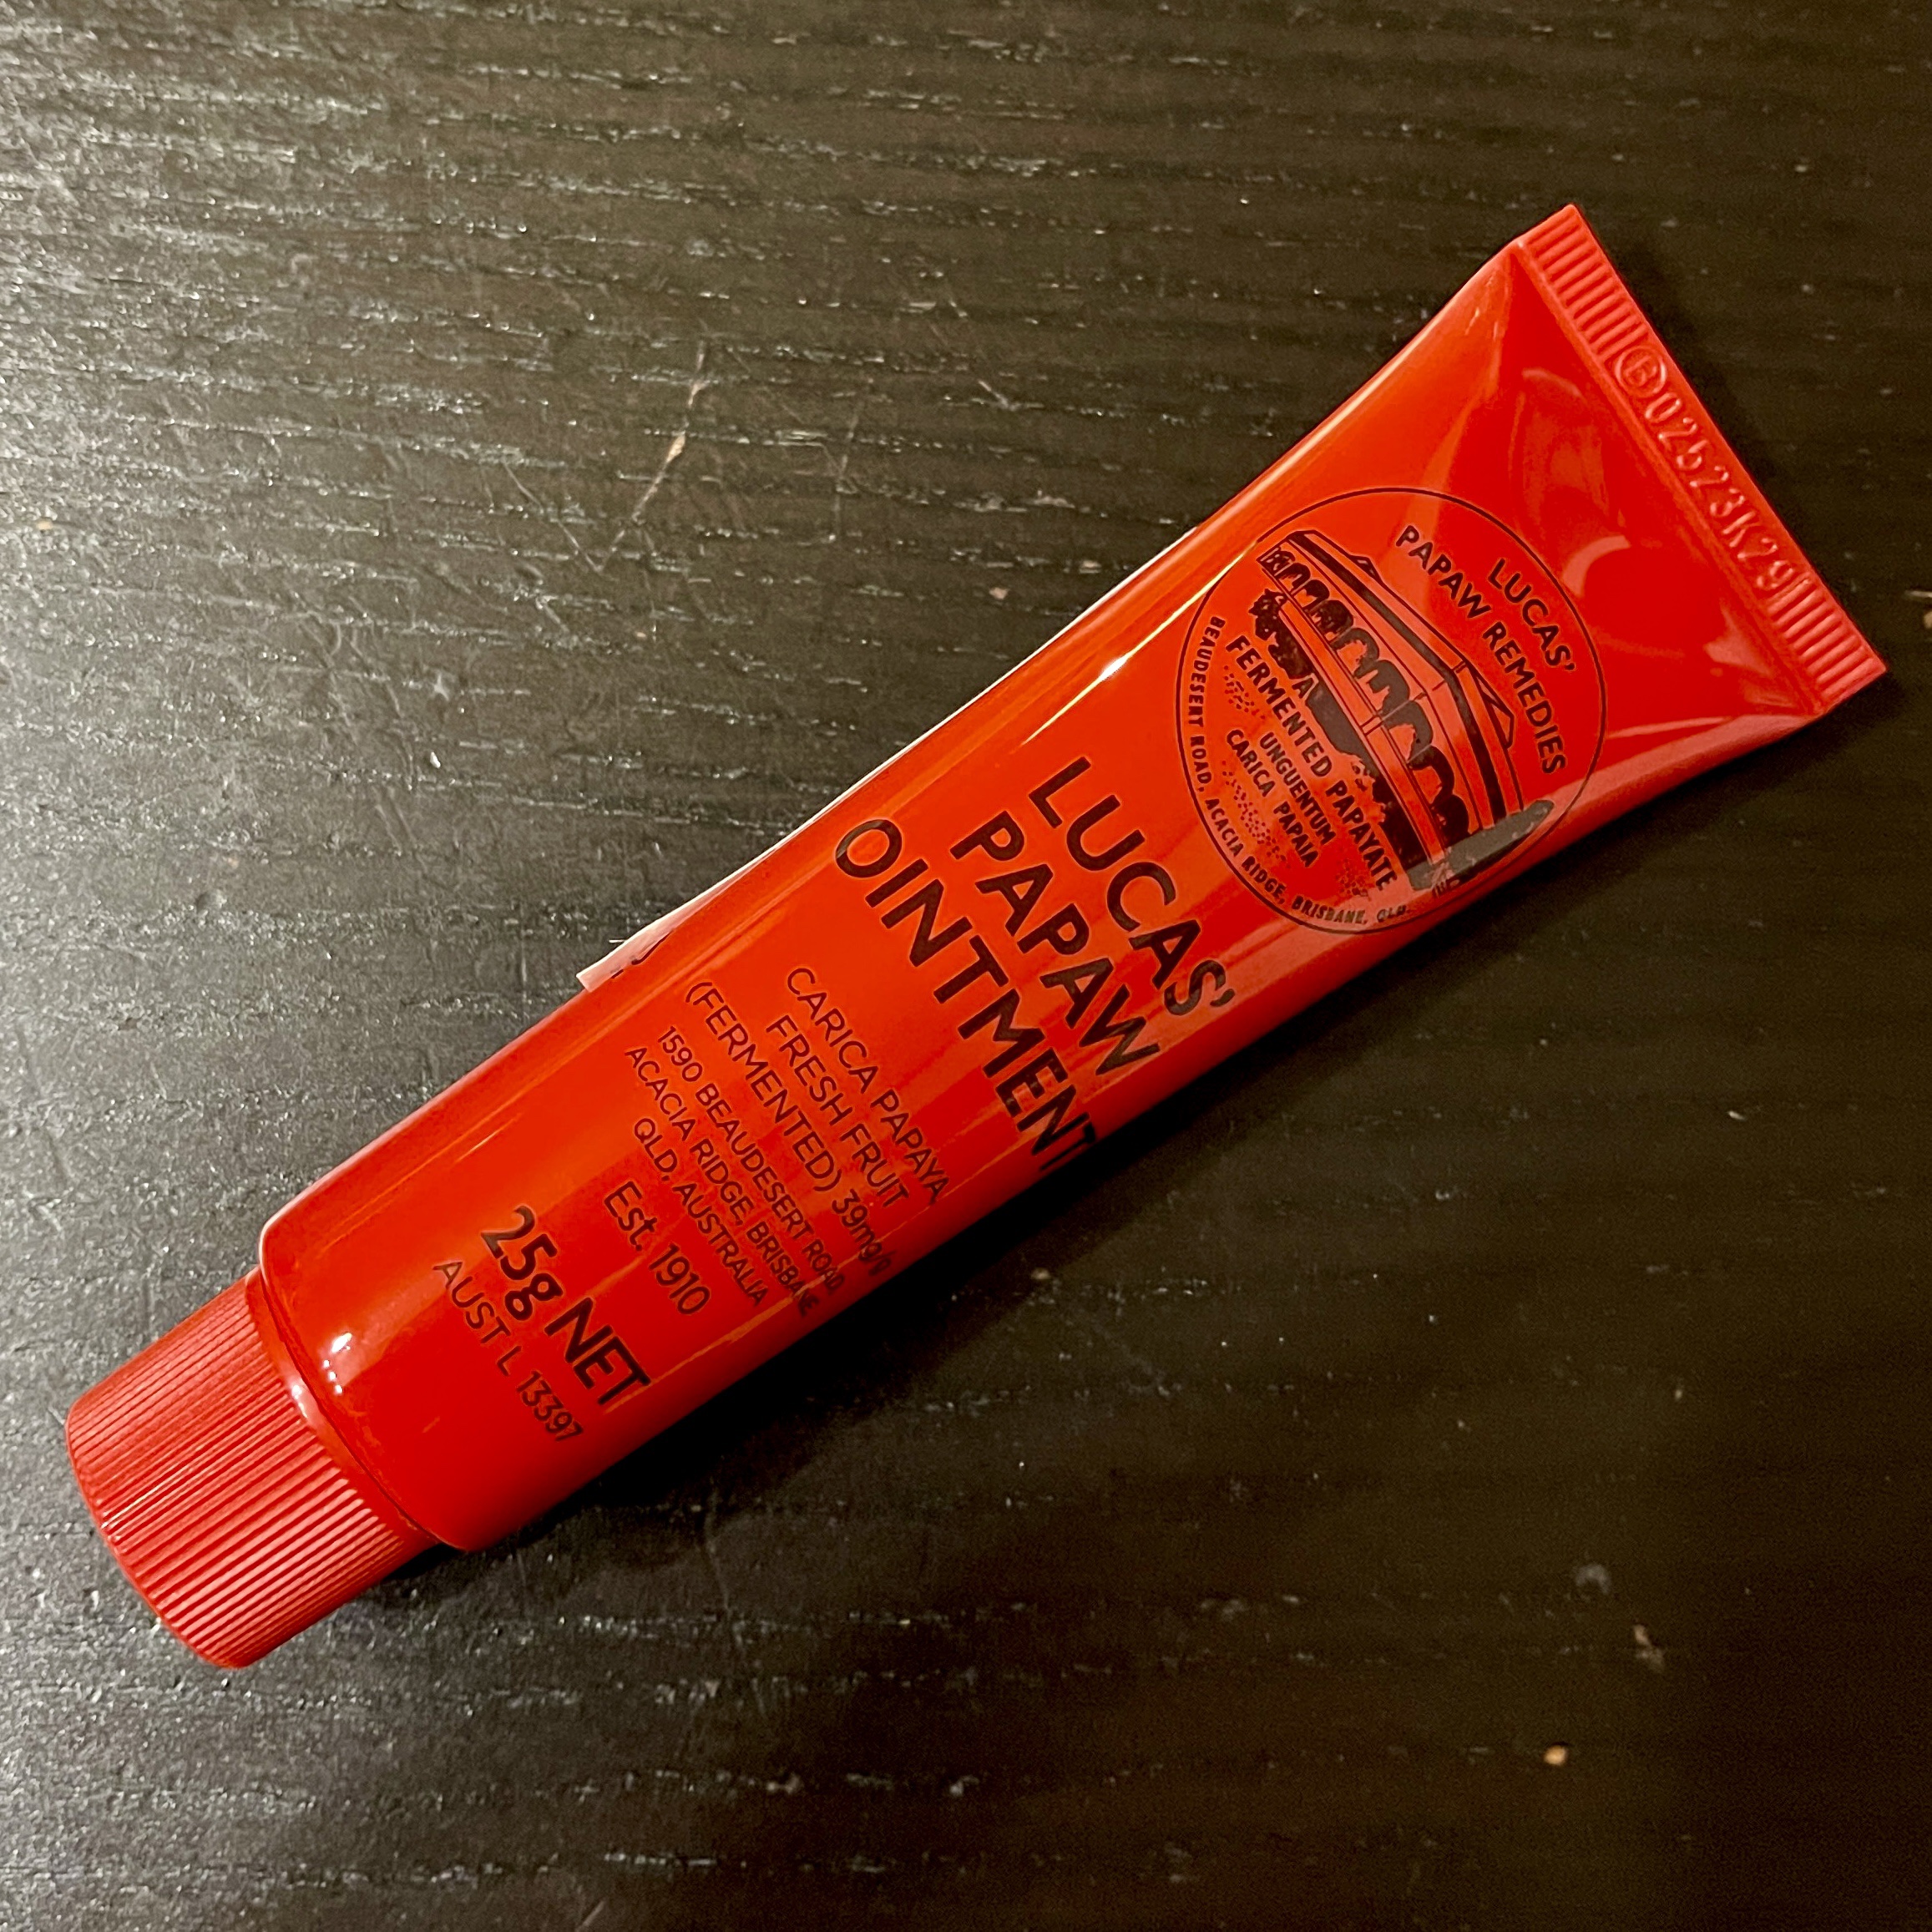 LUCAS'
PAPAW REMEDIES
A
FERMENTED PAPAYATE
UNGUENTUM
CARICA PAPAIA
BEAUDESERT ROAD, ACACIA RIDGE, BRISBANE, QLD.
LUCAS'
PAPAW
OINTMENT
CARICA PAPAYA
FRESH FRUIT
(FERMENTED) 39mg/g
1590 BEAUDESERT ROAD,
ACACIA RIDGE, BRISBANE
QLD, AUSTRALIA
Est. 1910
25g NET
AUST L 13397